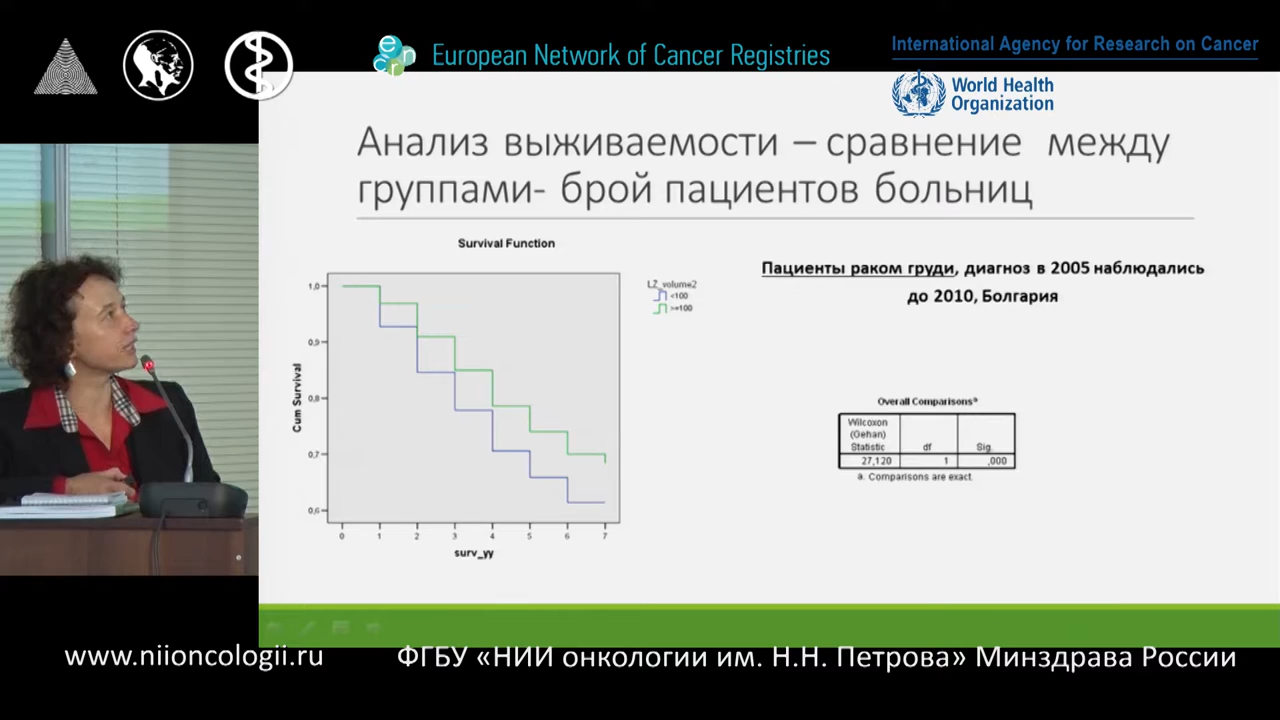 European Network of Cancer Registries
International Agency for Research on Cancer
World Health
Organization
Анализ выживаемости – сравнение между
группами- брой пациентов больниц
Survival Function
LZ_volume2
<100
>=100
1,0
0,9
0,8
0,7
0,6
Cum Survival
0 1 2 3 4 5 6 7
surv_yy
Пациенты раком груди, диагноз в 2005 наблюдались
до 2010, Болгария
Overall Comparisonsᵃ
Wilcoxon
(Gehan)
Statistic df Sig.
27,120 1 ,000
a. Comparisons are exact.
www.niioncologii.ru
ФГБУ «НИИ онкологии им. Н.Н. Петрова» Минздрава России